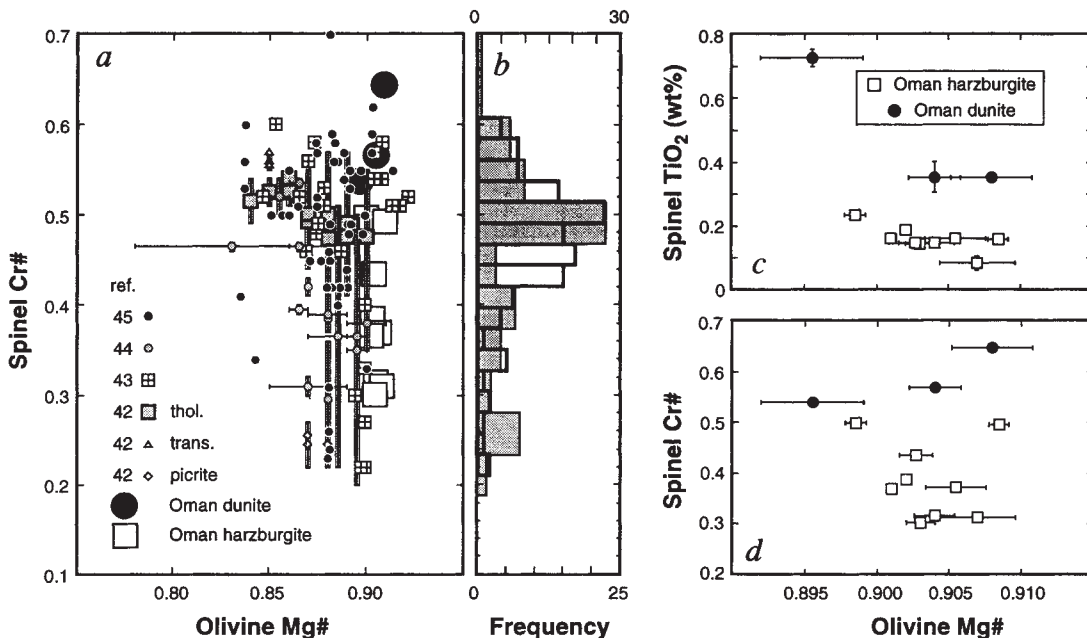 0 30
0.7
0.6
0.5
0.4
0.3
0.2
0.1
Spinel Cr#
a
ref.
45
44
43
42 thol.
42 trans.
42 picrite
Oman dunite
Oman harzburgite
0.80 0.85 0.90
Olivine Mg#
b
0 25
Frequency
0.8
0.6
0.4
0.2
0
Spinel TiO2 (wt%)
Oman harzburgite
Oman dunite
c
0.7
0.6
0.5
0.4
0.3
0.2
Spinel Cr#
d
0.895 0.900 0.905 0.910
Olivine Mg#